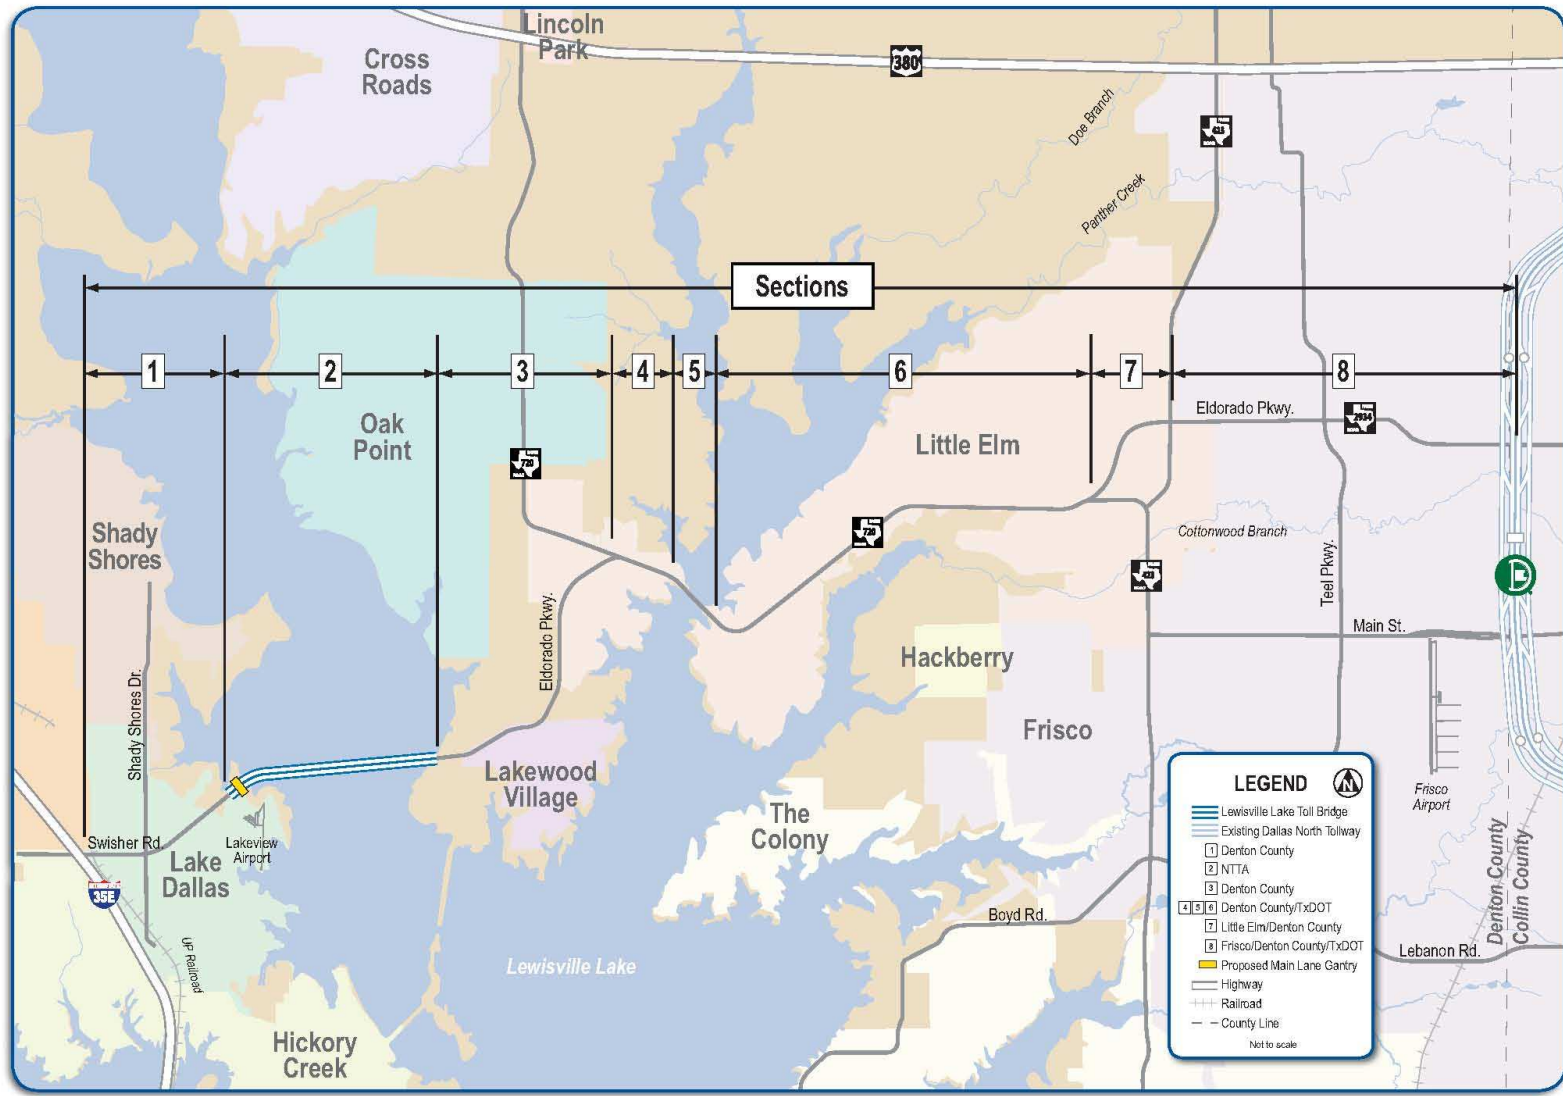 Lincoln
Park
Cross
Roads
380
Doe Branch
423
Panther Creek
Sections
1
2
3
4
5
6
7
8
Eldorado Pkwy.
2934
Oak
Point
Little Elm
720
Shady
Shores
720
Cottonwood Branch
423
Teel Pkwy.
Main St.
Eldorado Pkwy.
Hackberry
Shady Shores Dr.
Frisco
Lakewood
Village
Frisco
Airport
The
Colony
Swisher Rd.
Lakeview
Airport
Lake
Dallas
35E
Boyd Rd.
UP Railroad
Lewisville Lake
Lebanon Rd.
Denton County
Collin County
Hickory
Creek
LEGEND
N
Lewisville Lake Toll Bridge
Existing Dallas North Tollway
1 Denton County
2 NTTA
3 Denton County
4 5 6 Denton County/TxDOT
7 Little Elm/Denton County
8 Frisco/Denton County/TxDOT
Proposed Main Lane Gantry
Highway
Railroad
County Line
Not to scale